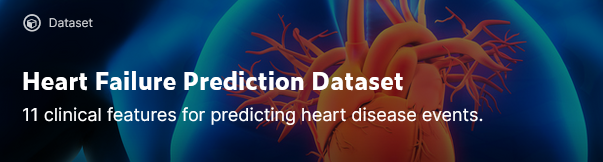 Dataset
Heart Failure Prediction Dataset
11 clinical features for predicting heart disease events.